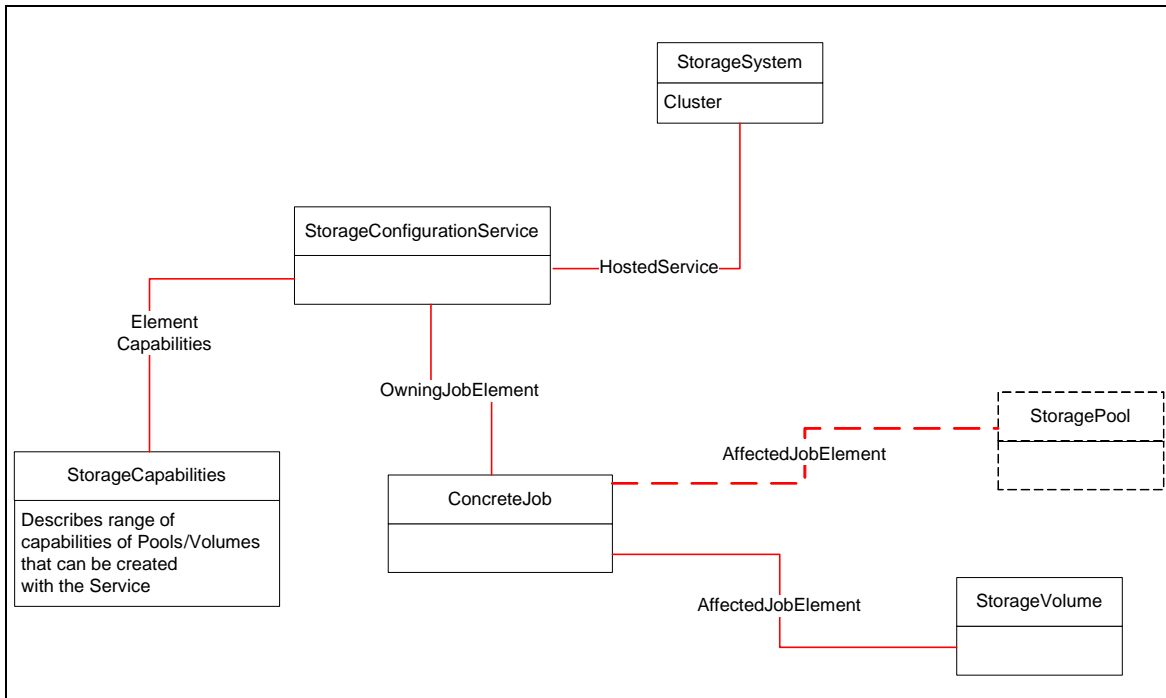 StorageSystem
Cluster
StorageConfigurationService
HostedService
Element
Capabilities
OwningJobElement
StoragePool
AffectedJobElement
StorageCapabilities
ConcreteJob
Describes range of
capabilities of Pools/Volumes
that can be created
with the Service
StorageVolume
AffectedJobElement